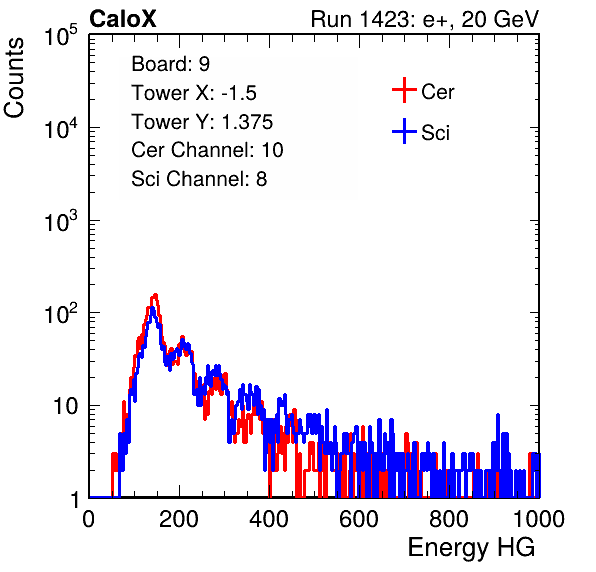 CaloX Run 1423: e+, 20 GeV
Counts
Board: 9
Tower X: -1.5
Tower Y: 1.375
Cer Channel: 10
Sci Channel: 8
Cer
Sci
10^5
10^4
10^3
10^2
10
1
0 200 400 600 800 1000
Energy HG